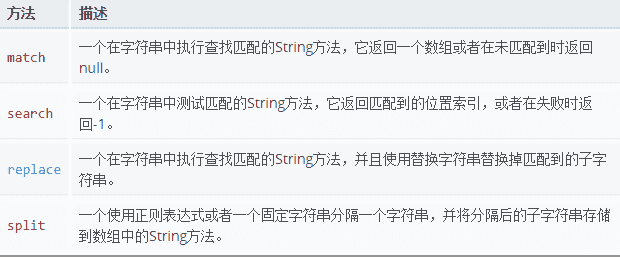 方法 描述
match 一个在字符串中执行查找匹配的String方法，它返回一个数组或者在未匹配到时返回
null。
search 一个在字符串中测试匹配的String方法，它返回匹配到的位置索引，或者在失败时返
回-1。
replace 一个在字符串中执行查找匹配的String方法，并且使用替换字符串替换掉匹配到的子字
符串。
split 一个使用正则表达式或者一个固定字符串分隔一个字符串，并将分隔后的子字符串存储
到数组中的String方法。